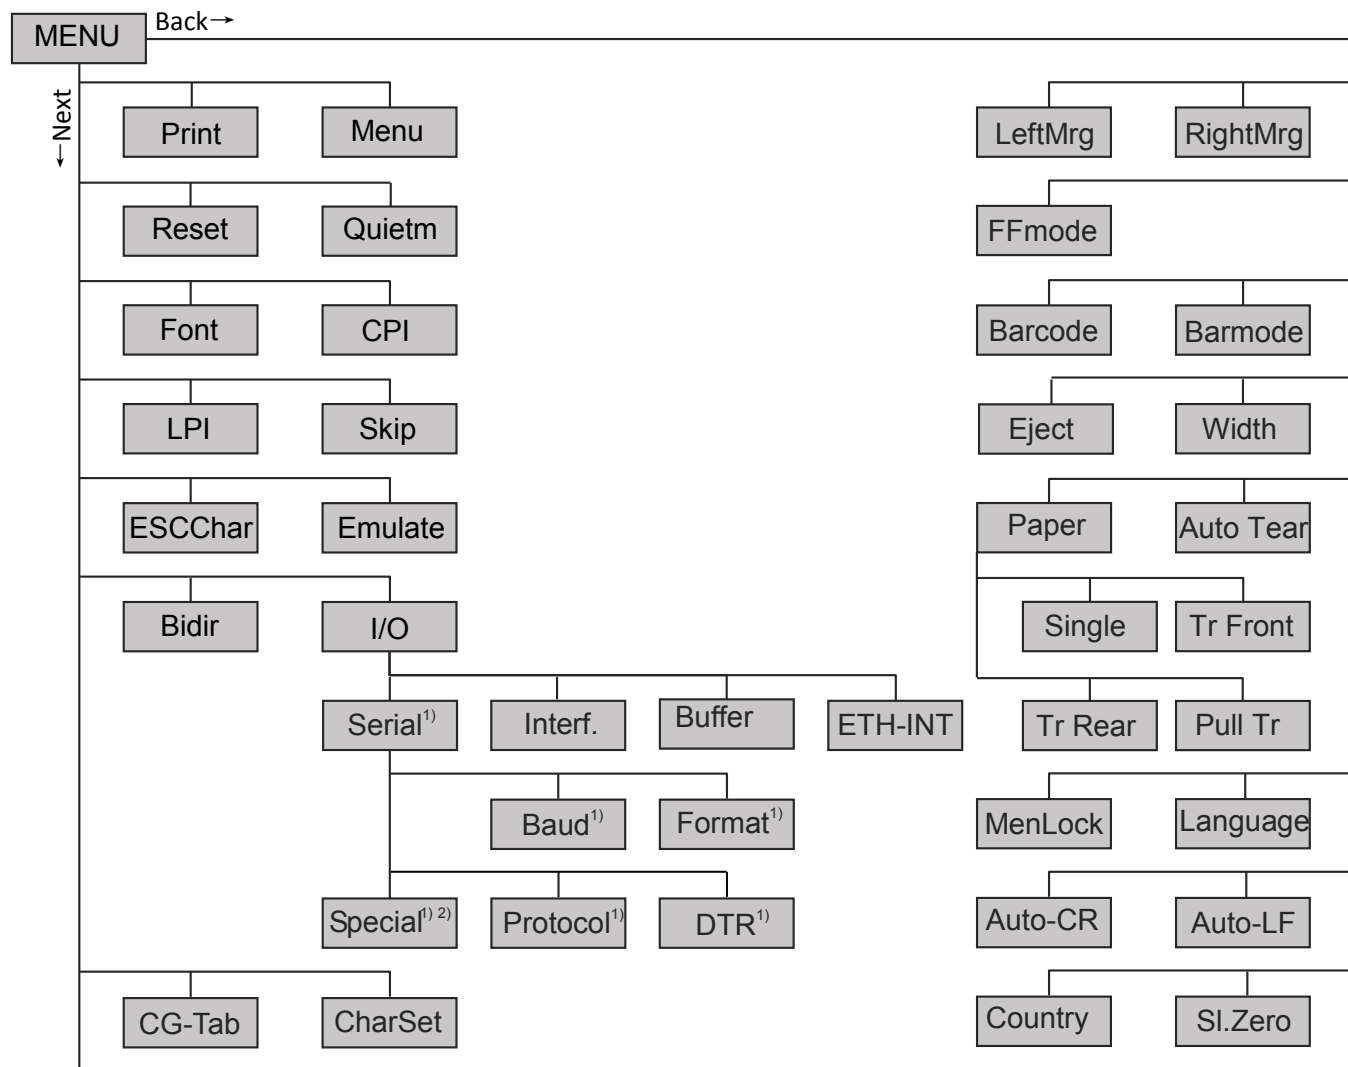 MENU Back→
←Next
Print Menu LeftMrg RightMrg
Reset Quietm FFmode
Font CPI Barcode Barmode
LPI Skip Eject Width
ESCChar Emulate Paper Auto Tear
Bidir I/O Single Tr Front
Serial1) Interf. Buffer ETH-INT Tr Rear Pull Tr
Baud1) Format1) MenLock Language
Special1) 2) Protocol1) DTR1) Auto-CR Auto-LF
CG-Tab CharSet Country Sl.Zero